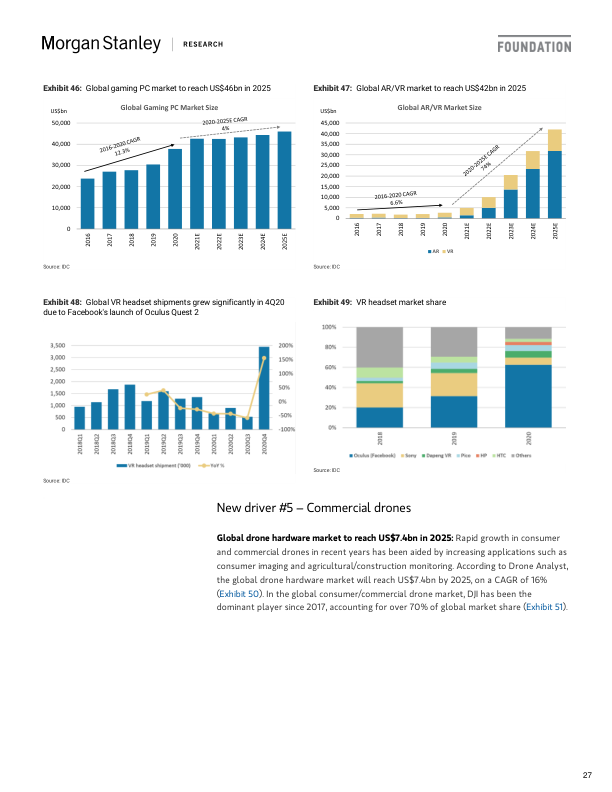 Morgan Stanley | RESEARCH
FOUNDATION
Exhibit 46: Global gaming PC market to reach US$46bn in 2025
US$bn
Global Gaming PC Market Size
50,000
40,000
30,000
20,000
10,000
0
2016-2020 CAGR
12.3%
2020-2025E CAGR
4%
2016 2017 2018 2019 2020 2021E 2022E 2023E 2024E 2025E
Source: IDC
Exhibit 47: Global AR/VR market to reach US$42bn in 2025
US$bn
Global AR/VR Market Size
45,000
40,000
35,000
30,000
25,000
20,000
15,000
10,000
5,000
0
2016-2020 CAGR
6.6%
2020-2025E CAGR
74%
2016 2017 2018 2019 2020 2021E 2022E 2023E 2024E 2025E
AR VR
Source: IDC
Exhibit 48: Global VR headset shipments grew significantly in 4Q20
due to Facebook's launch of Oculus Quest 2
3,500
3,000
2,500
2,000
1,500
1,000
500
0
200%
150%
100%
50%
0%
-50%
-100%
2018Q1 2018Q2 2018Q3 2018Q4 2019Q1 2019Q2 2019Q3 2019Q4 2020Q1 2020Q2 2020Q3 2020Q4
VR headset shipments ('000) YoY %
Source: IDC
Exhibit 49: VR headset market share
100%
80%
60%
40%
20%
0%
2018 2019 2020
Oculus (Facebook) Sony Dapeng VR Pico HP HTC Others
Source: IDC
New driver #5 – Commercial drones
Global drone hardware market to reach US$7.4bn in 2025: Rapid growth in consumer
and commercial drones in recent years has been aided by increasing applications such as
consumer imaging and agricultural/construction monitoring. According to Drone Analyst,
the global drone hardware market will reach US$7.4bn by 2025, on a CAGR of 16%
(Exhibit 50). In the global consumer/commercial drone market, DJI has been the
dominant player since 2017, accounting for over 70% of global market share (Exhibit 51).
27